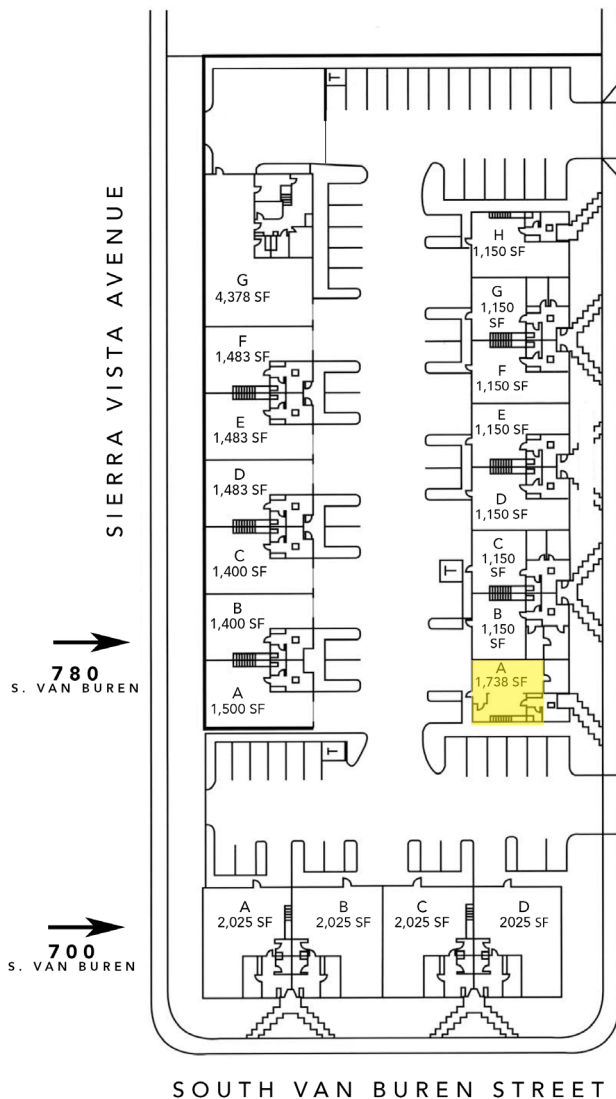 T
SIERRA VISTA AVENUE
G
4,378 SF
F
1,483 SF
E
1,483 SF
D
1,483 SF
C
1,400 SF
B
1,400 SF
A
1,500 SF
H
1,150 SF
G
1,150
SF
F
1,150 SF
E
1,150 SF
D
1,150 SF
C
1,150
SF
T
B
1,150
SF
A
1,738 SF
780
S. VAN BUREN
T
A
2,025 SF
B
2,025 SF
C
2,025 SF
D
2025 SF
700
S. VAN BUREN
SOUTH VAN BUREN STREET